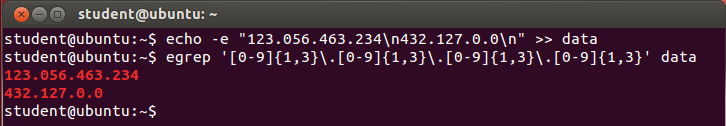 student@ubuntu: ~
student@ubuntu:~$ echo -e "123.056.463.234\n432.127.0.0\n" >> data
student@ubuntu:~$ egrep '[0-9]{1,3}\.[0-9]{1,3}\.[0-9]{1,3}\.[0-9]{1,3}' data
123.056.463.234
432.127.0.0
student@ubuntu:~$